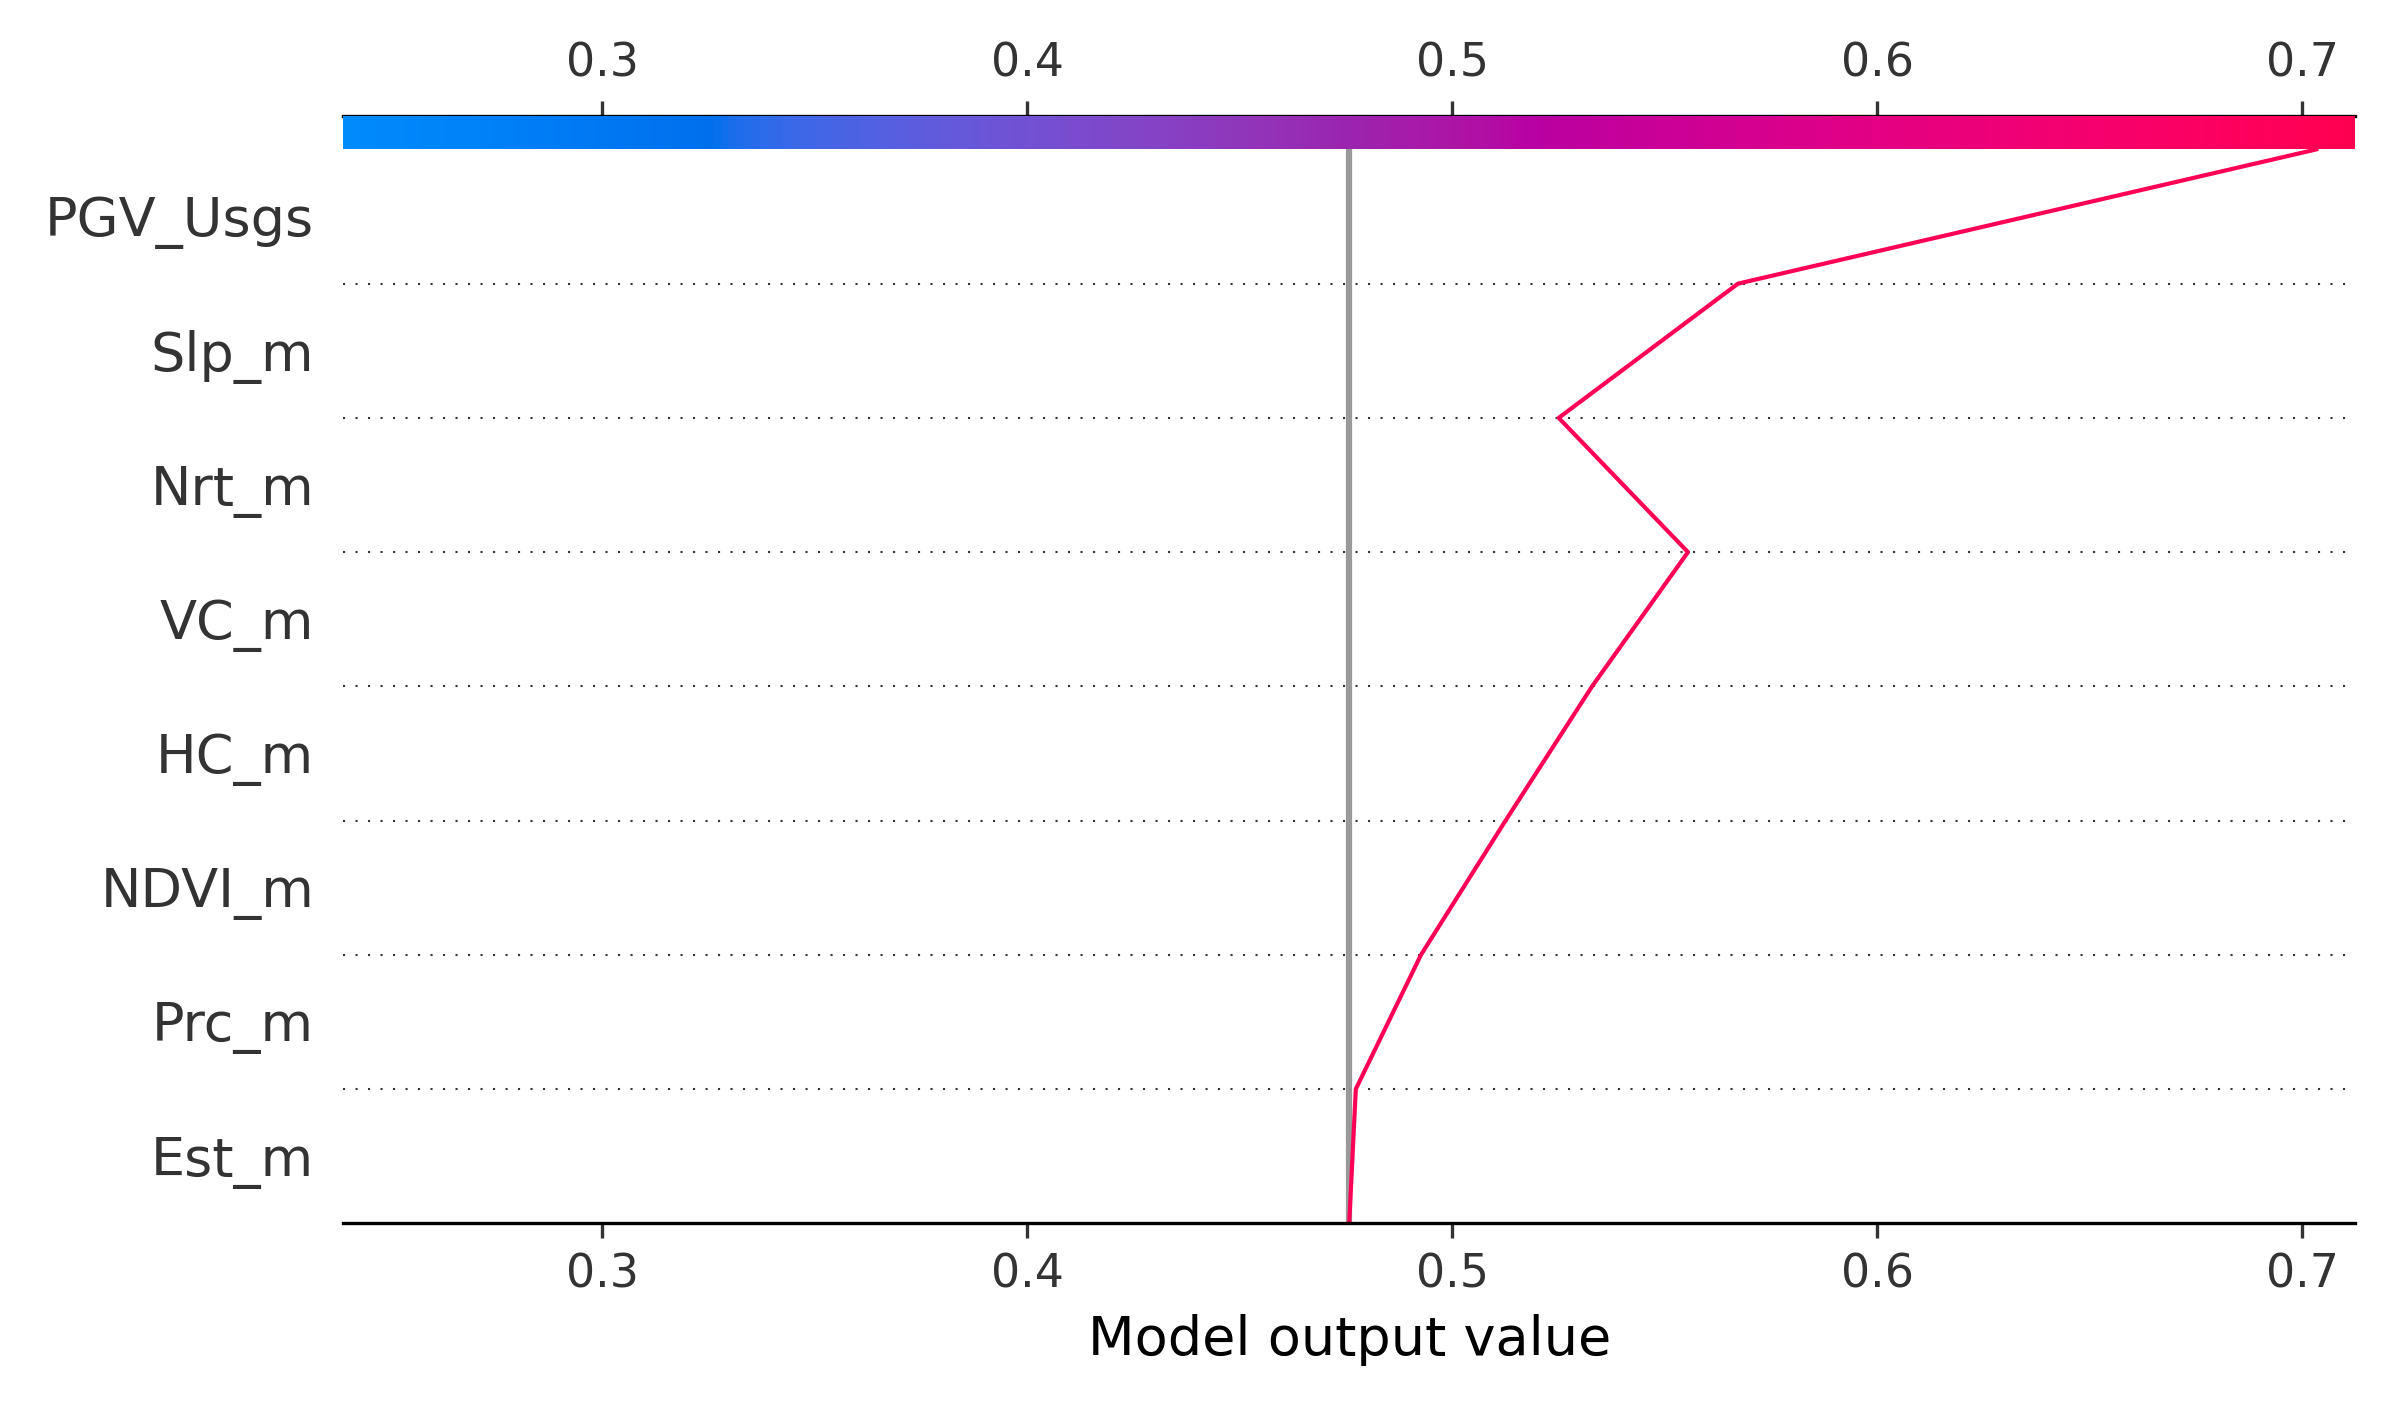 0.3 0.4 0.5 0.6 0.7
PGV_Usgs
Slp_m
Nrt_m
VC_m
HC_m
NDVI_m
Prc_m
Est_m
0.3 0.4 0.5 0.6 0.7
Model output value